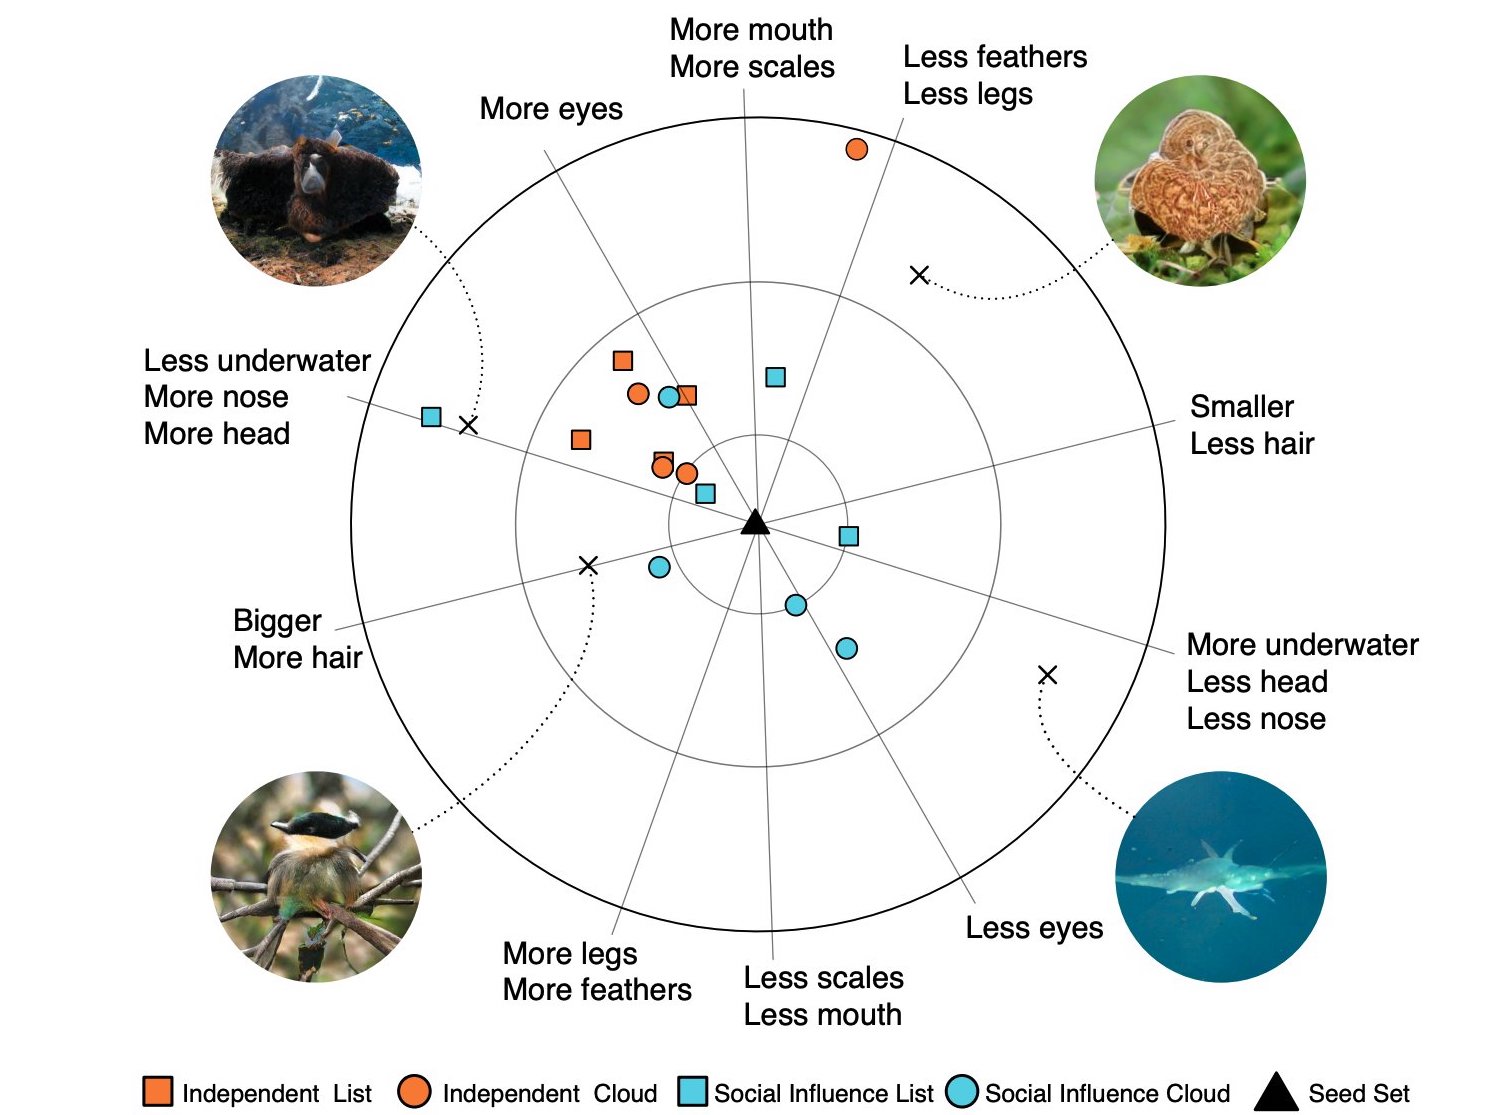 More mouth
More scales
Less feathers
Less legs
More eyes
Less underwater
More nose
More head
Smaller
Less hair
Bigger
More hair
More underwater
Less head
Less nose
Less eyes
More legs
More feathers
Less scales
Less mouth
Independent List
Independent Cloud
Social Influence List
Social Influence Cloud
Seed Set